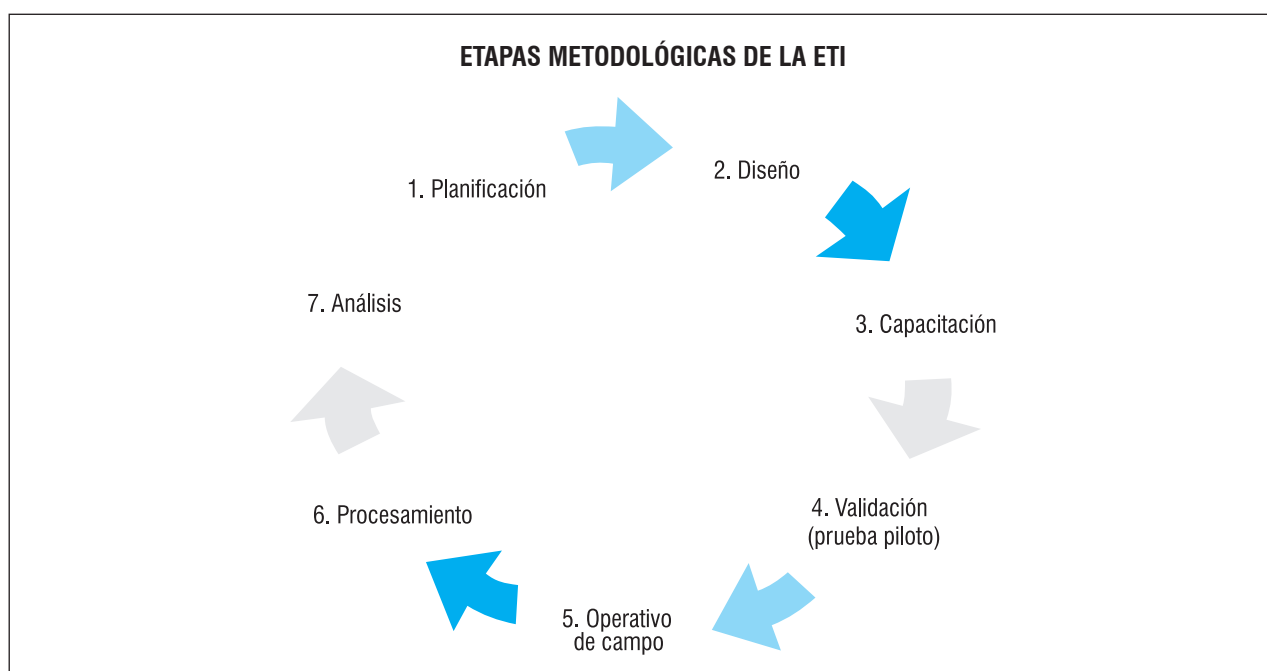 ETAPAS METODOLÓGICAS DE LA ETI
1. Planificación
2. Diseño
3. Capacitación
4. Validación
(prueba piloto)
5. Operativo
de campo
6. Procesamiento
7. Análisis